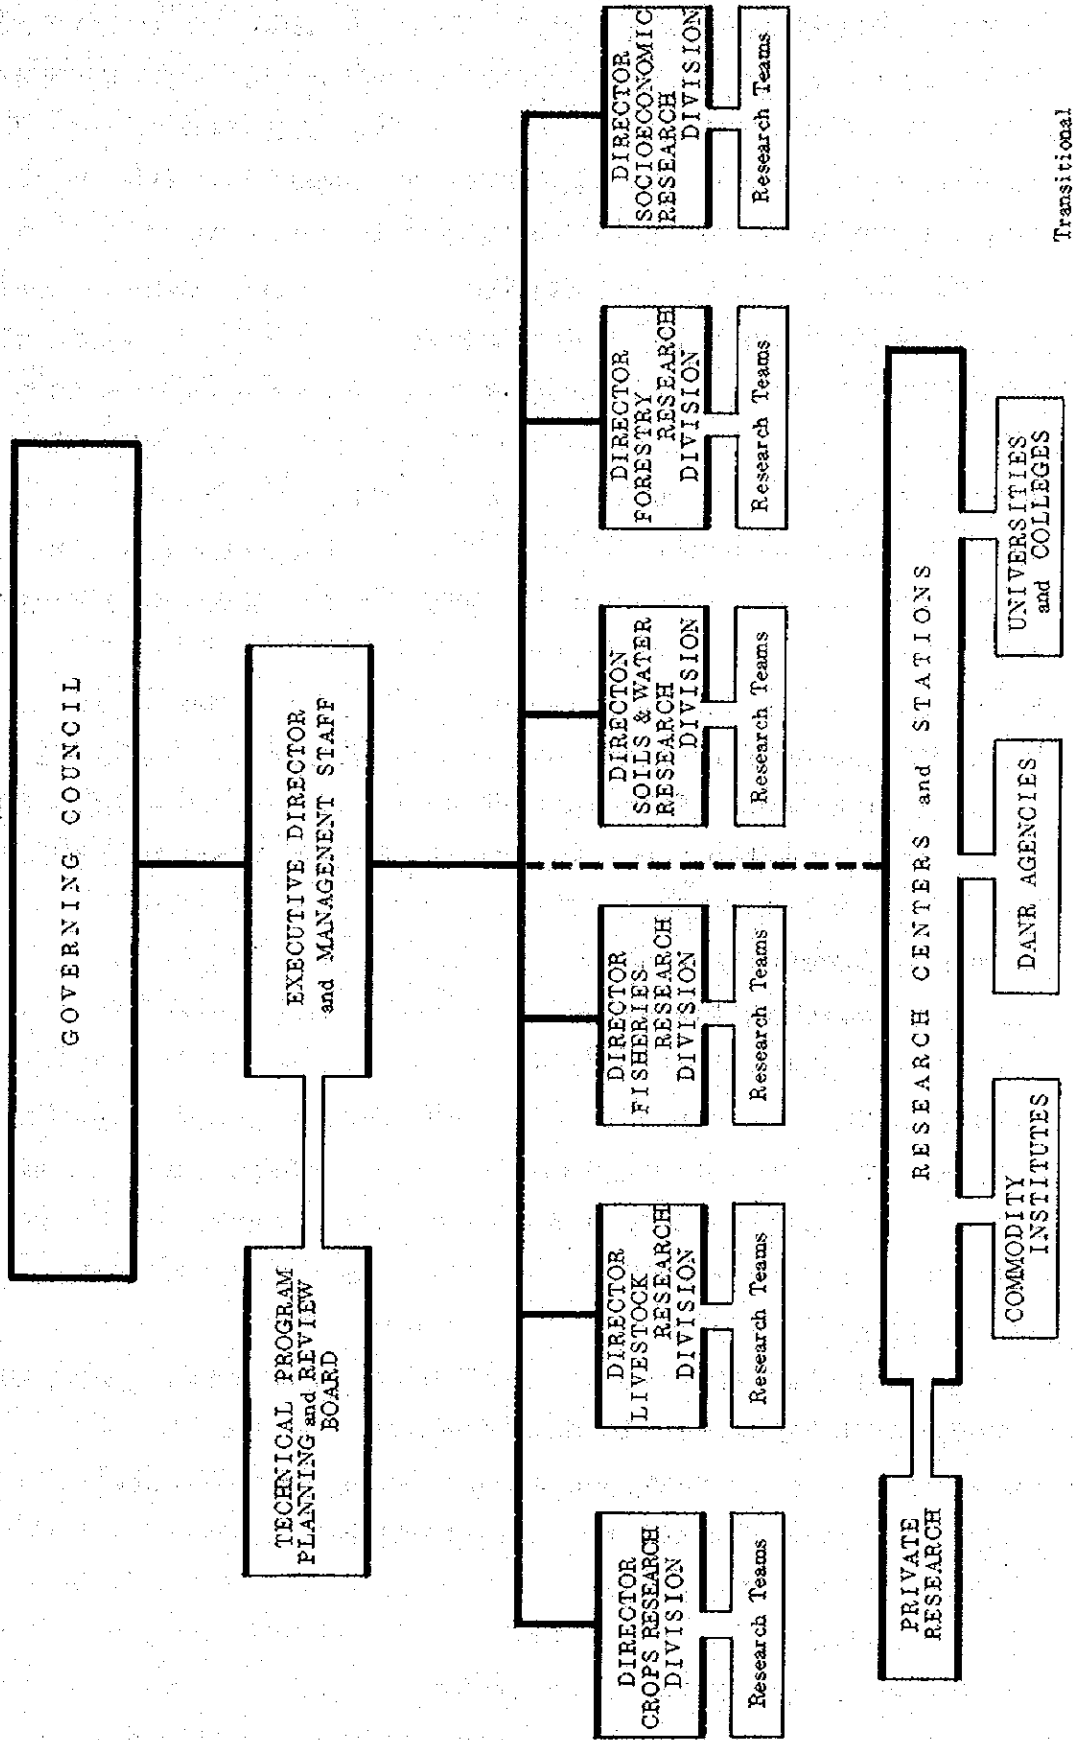 GOVERNING COUNCIL
TECHNICAL PROGRAM
PLANNING and REVIEW
BOARD
EXECUTIVE DIRECTOR
and MANAGENENT STAFF
DIRECTOR
CROPS RESEARCH
DIVISION
Research Teams
DIRECTOR
LIVESTOCK
RESEARCH
DIVISION
Research Teams
DIRECTOR
FISHERIES
RESEARCH
DIVISION
Research Teams
DIRECTON
SOILS & WATER
RESEARCH
DIVISION
Research Teams
DIRECTOR
FORESTRY
RESEARCH
DIVISION
Research Teams
DIRECTOR
SOCIOECONOMIC
RESEARCH
DIVISION
Research Teams
PRIVATE
RESEARCH
RESEARCH CENTERS and STATIONS
COMMODITY
INSTITUTES
DANR AGENCIES
UNIVERSITIES
and COLLEGES
Transitional